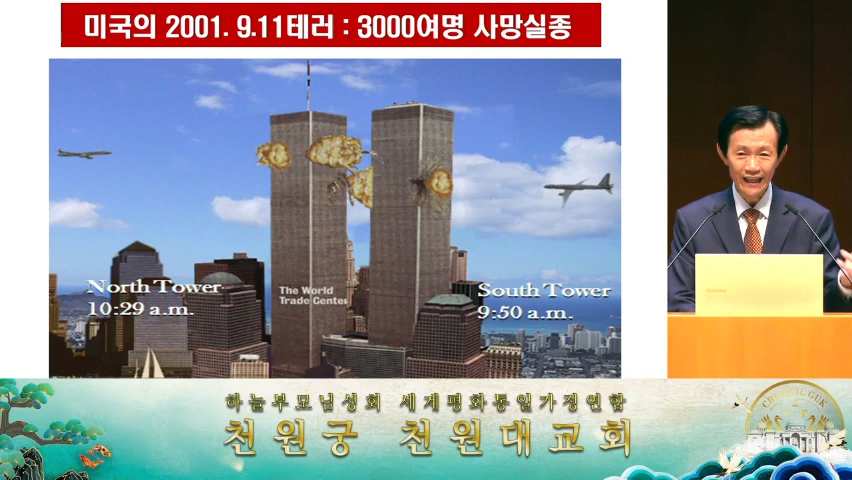 미국의 2001. 9.11테러 : 3000여명 사망실종
North Tower
10:29 a.m.
The World
Trade Center
South Tower
9:50 a.m.
하늘부모님성회 세계평화통일가정연합
천원궁 천원대교회